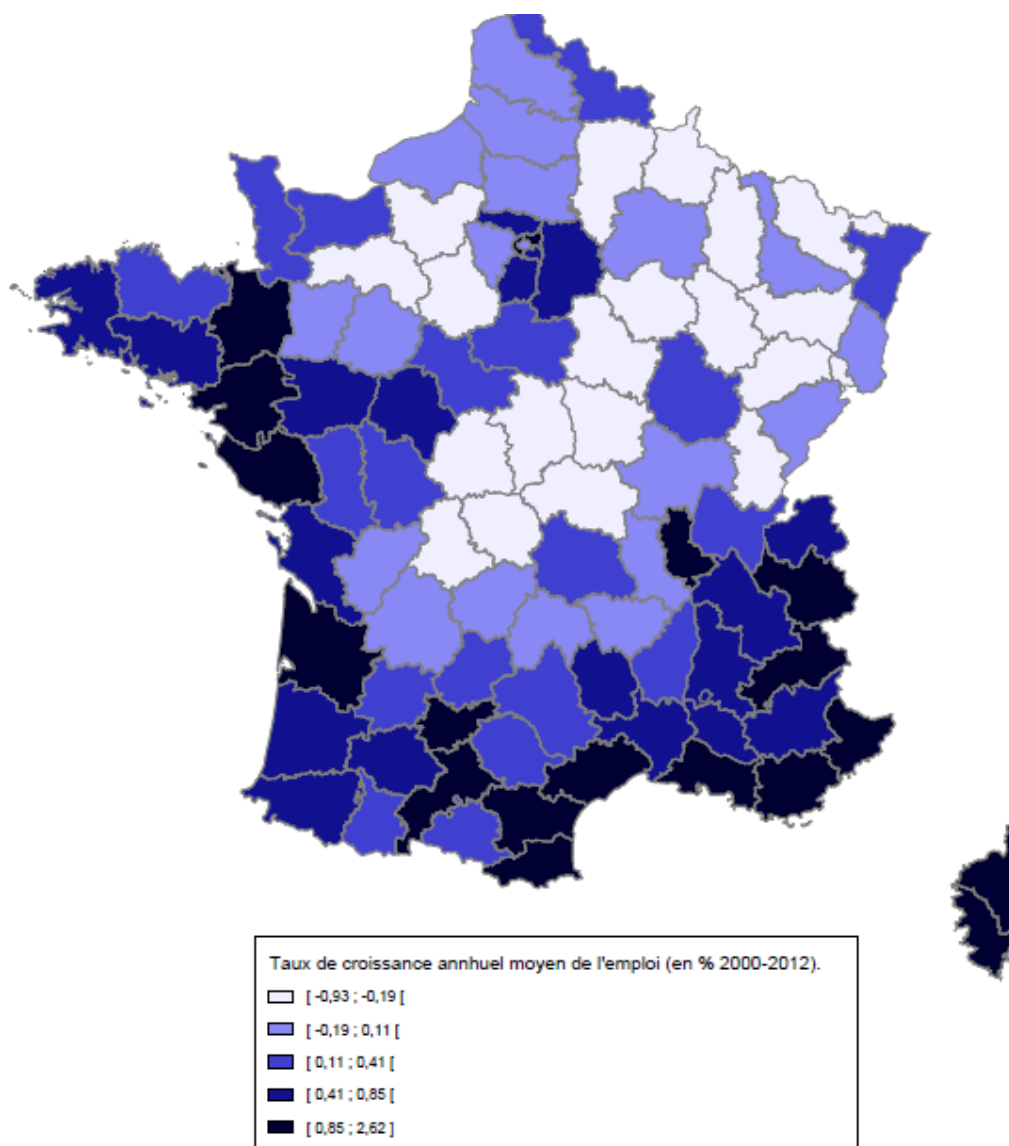 Taux de croissance annhuel moyen de l'emploi (en % 2000-2012).
[ -0,93 ; -0,19 [
[ -0,19 ; 0,11 [
[ 0,11 ; 0,41 [
[ 0,41 ; 0,85 [
[ 0,85 ; 2,62 ]